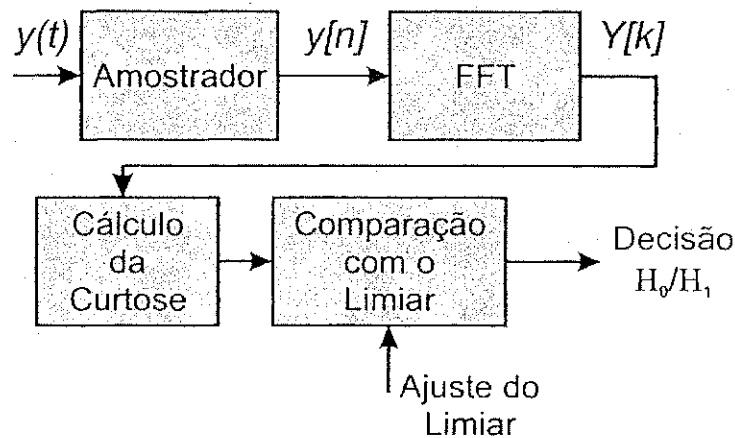 y(t)
Amostrador
y[n]
FFT
Y[k]
Cálculo
da
Curtose
Comparação
com o
Limiar
Decisão
H₀/H₁
Ajuste do
Limiar